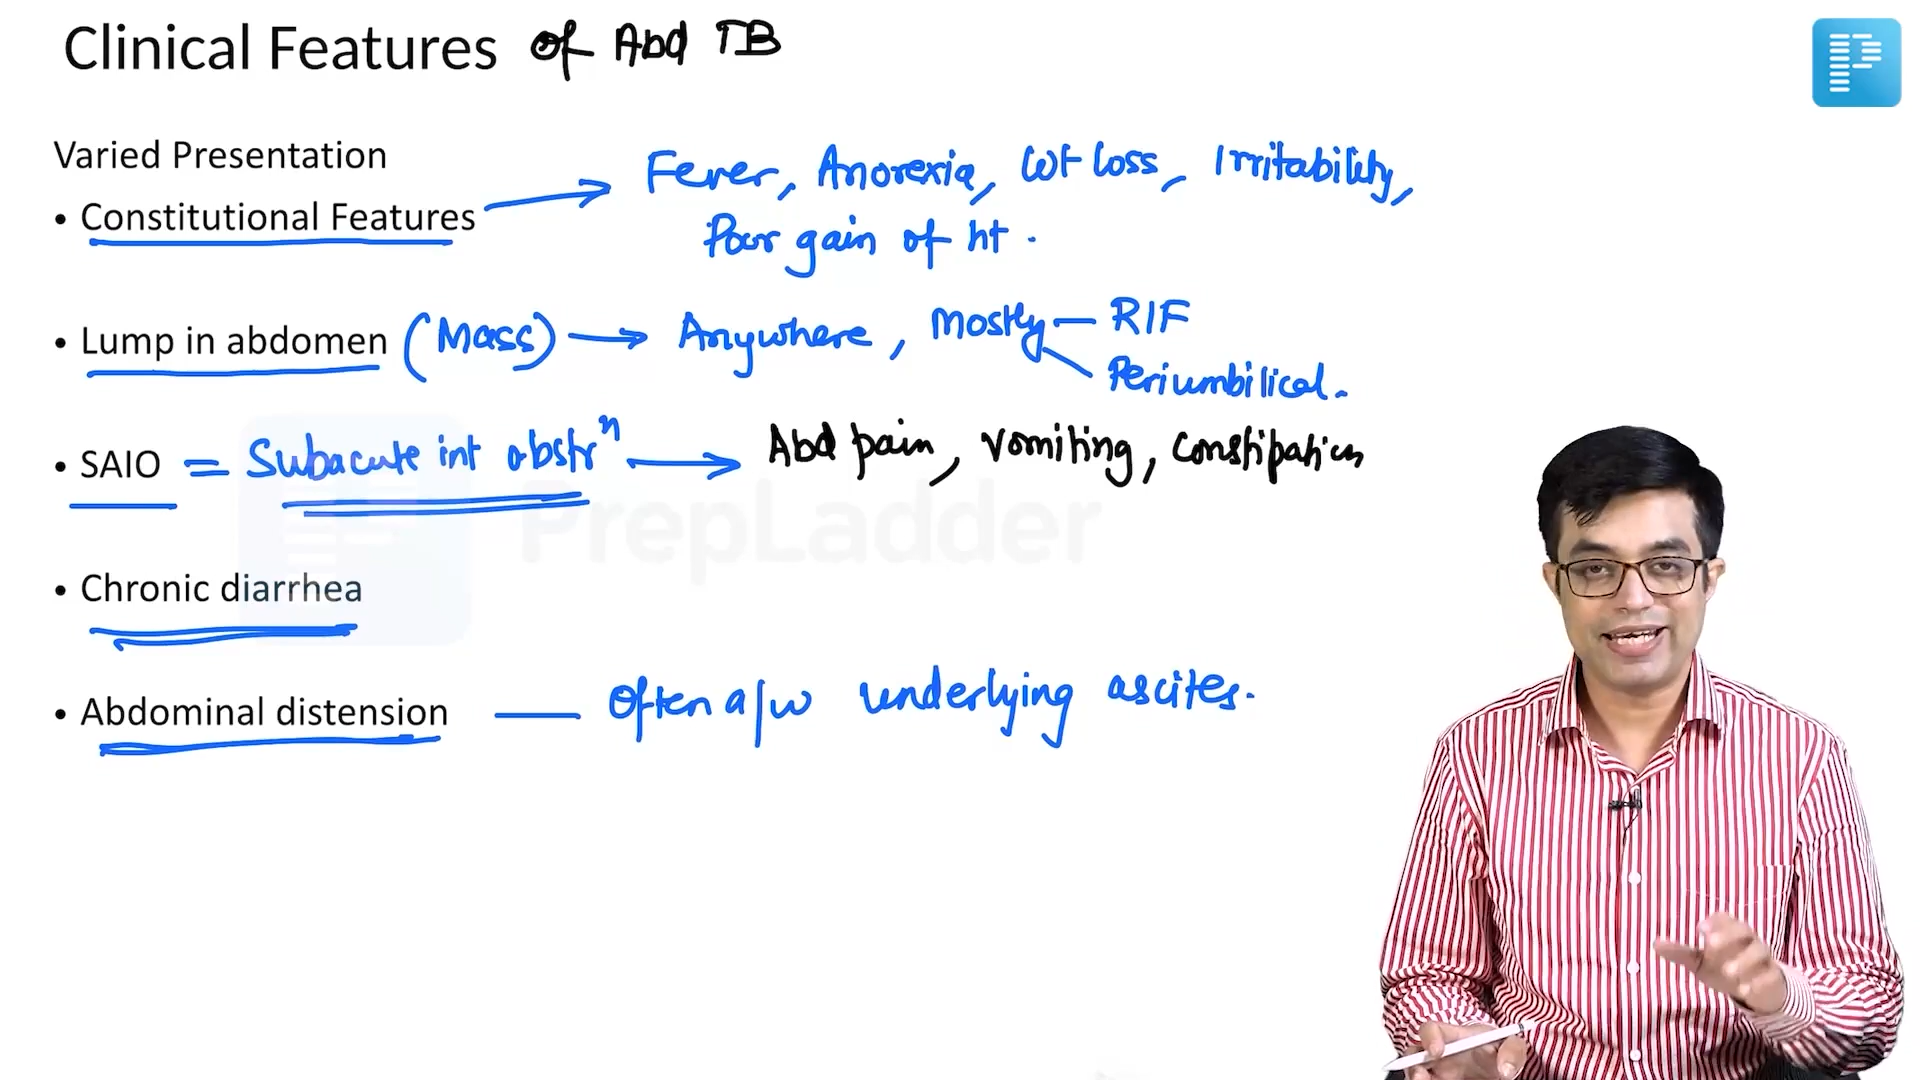 Clinical Features of Abd TB
Varied Presentation
• Constitutional Features → Fever, Anorexia, Wt loss, Irritability,
Poor gain of ht.
• Lump in abdomen (Mass) → Anywhere, Mostly — RIF
Periumbilical.
• SAIO = Subacute int obstrⁿ → Abd pain, vomiting, constipation
PrepLadder
• Chronic diarrhea
• Abdominal distension — Often a/w underlying ascites.